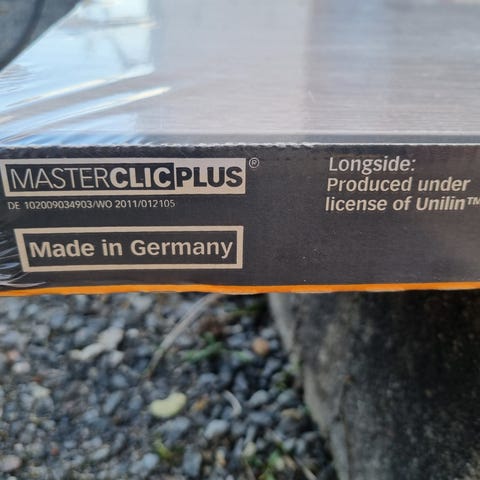 MASTERCLICPLUS®
DE 102009034903/WO 2011/012105
Made in Germany
Longside:
Produced under
license of Unilin™